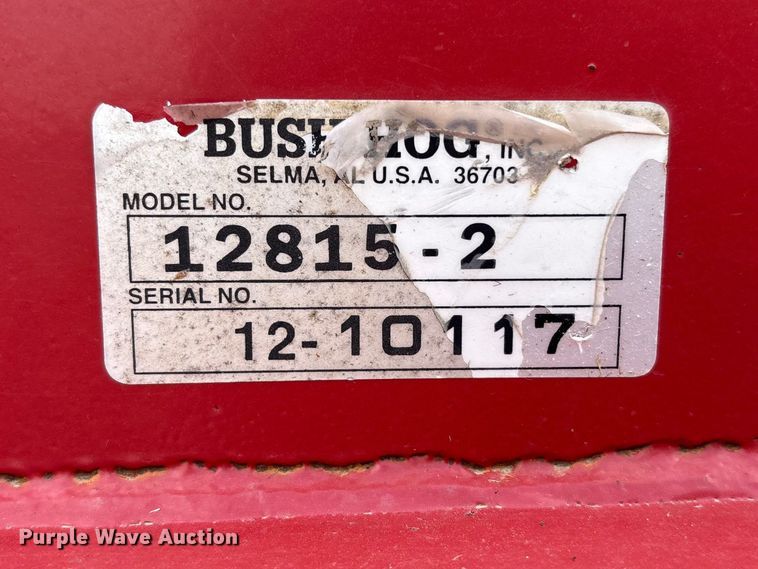 BUSH HOG®, INC.
SELMA, AL U.S.A. 36703
MODEL NO.
12815-2
SERIAL NO.
12-10117
Purple Wave Auction